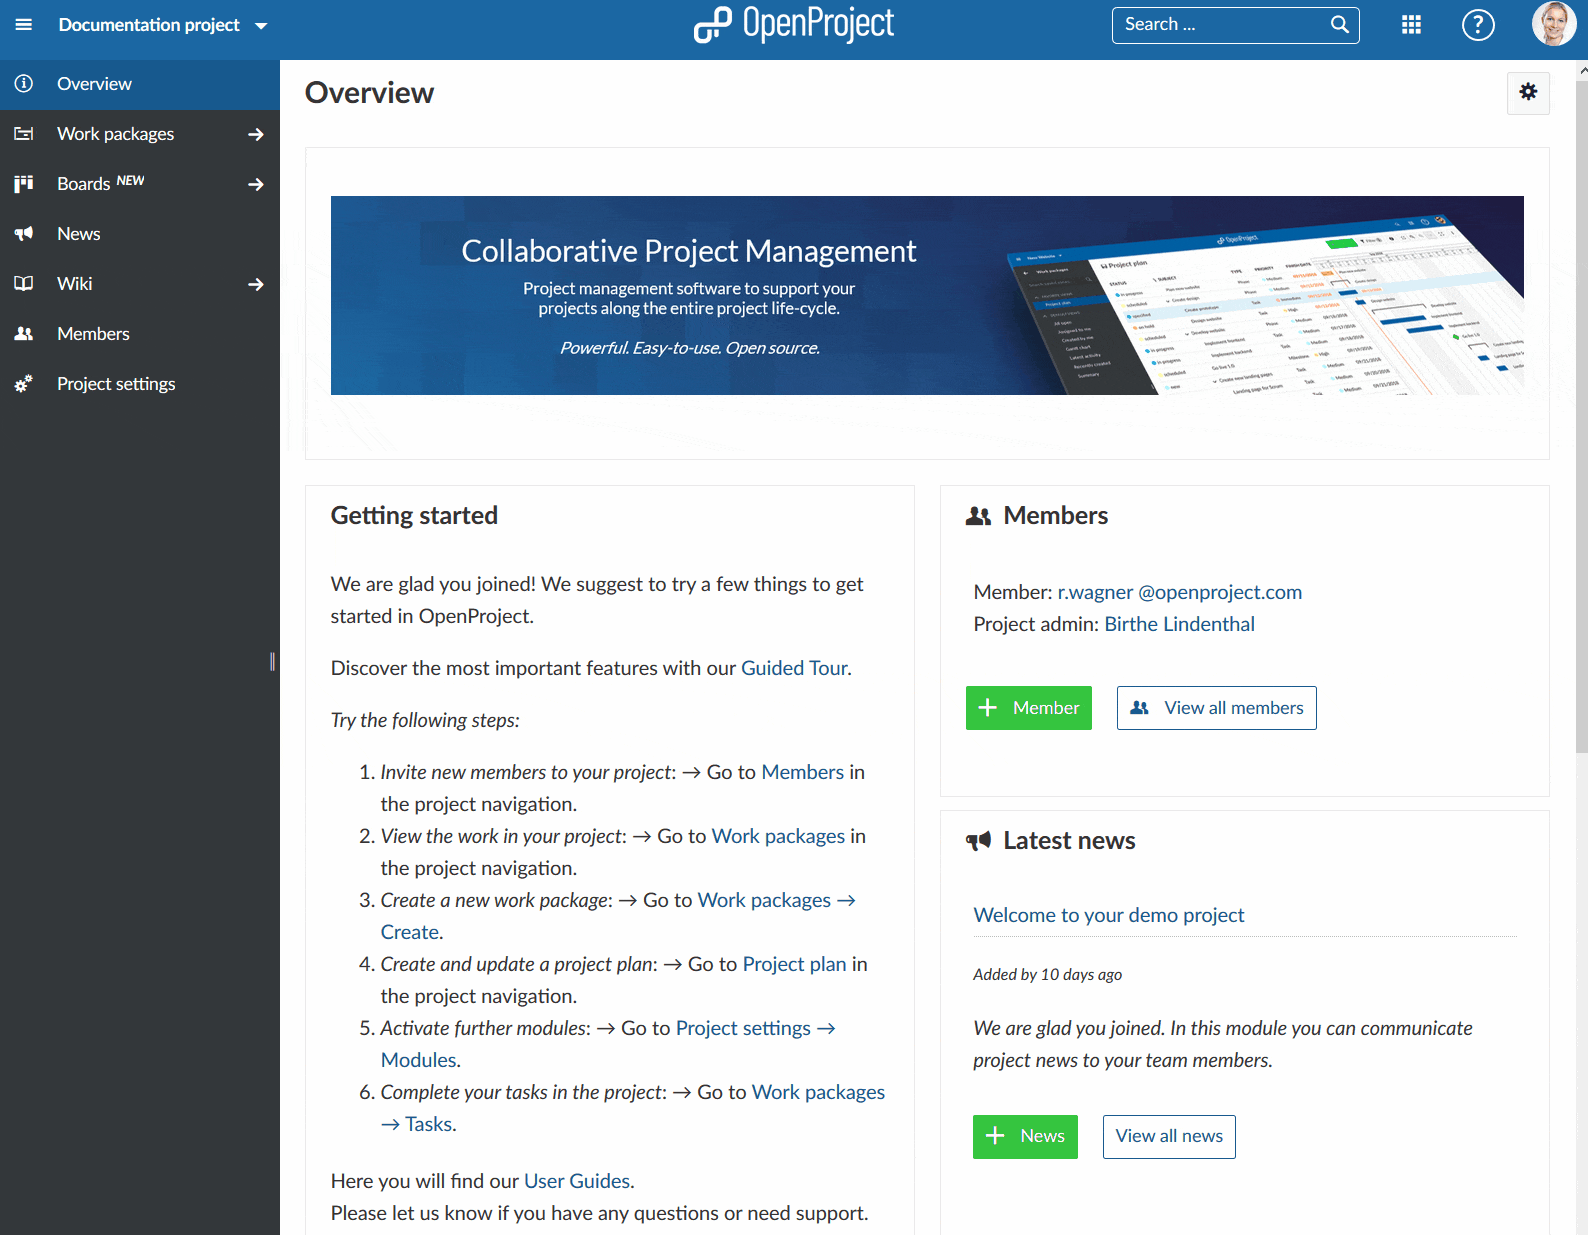 Documentation project
OpenProject
Search ...
?
Overview
Work packages
Boards NEW
News
Wiki
Members
Project settings
Overview
Collaborative Project Management
Project management software to support your
projects along the entire project life-cycle.
Powerful. Easy-to-use. Open source.
OpenProject
Work packages
Project plan
STATUS
SUBJECT
TYPE
PRIORITY
Getting started
We are glad you joined! We suggest to try a few things to get
started in OpenProject.
Discover the most important features with our Guided Tour.
Try the following steps:
1. Invite new members to your project: → Go to Members in
the project navigation.
2. View the work in your project: → Go to Work packages in
the project navigation.
3. Create a new work package: → Go to Work packages →
Create.
4. Create and update a project plan: → Go to Project plan in
the project navigation.
5. Activate further modules: → Go to Project settings →
Modules.
6. Complete your tasks in the project: → Go to Work packages
→ Tasks.
Here you will find our User Guides.
Please let us know if you have any questions or need support.
Members
Member: r.wagner @openproject.com
Project admin: Birthe Lindenthal
+ Member
View all members
Latest news
Welcome to your demo project
Added by 10 days ago
We are glad you joined. In this module you can communicate
project news to your team members.
+ News
View all news